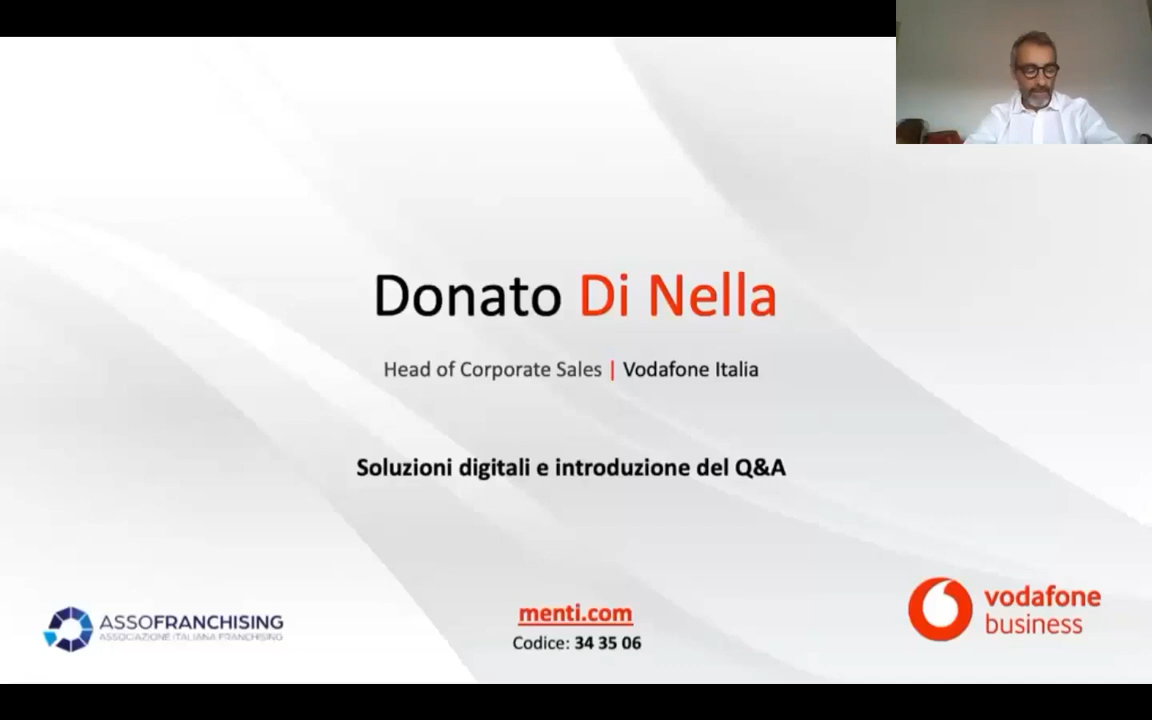 Donato Di Nella
Head of Corporate Sales | Vodafone Italia
Soluzioni digitali e introduzione del Q&A
ASSOFRANCHISING
ASSOCIAZIONE ITALIANA FRANCHISING
menti.com
Codice: 34 35 06
vodafone
business